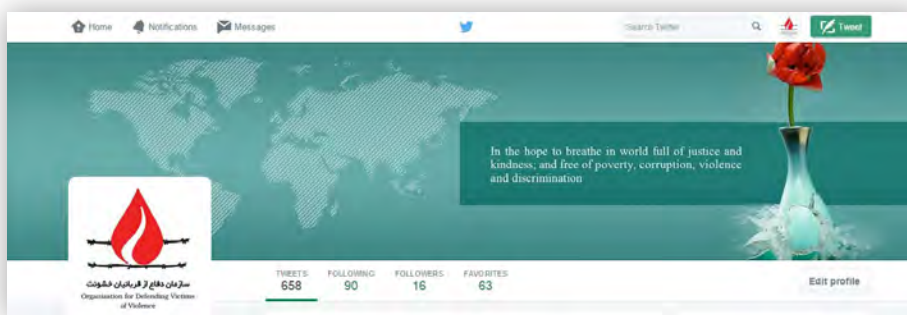 Home Notifications Messages Search Twitter Tweet
In the hope to breathe in world full of justice and
kindness; and free of poverty, corruption, violence
and discrimination
سازمان دفاع از قربانیان خشونت
Organization for Defending Victims
of Violence
TWEETS FOLLOWING FOLLOWERS FAVORITES
658 90 16 63
Edit profile